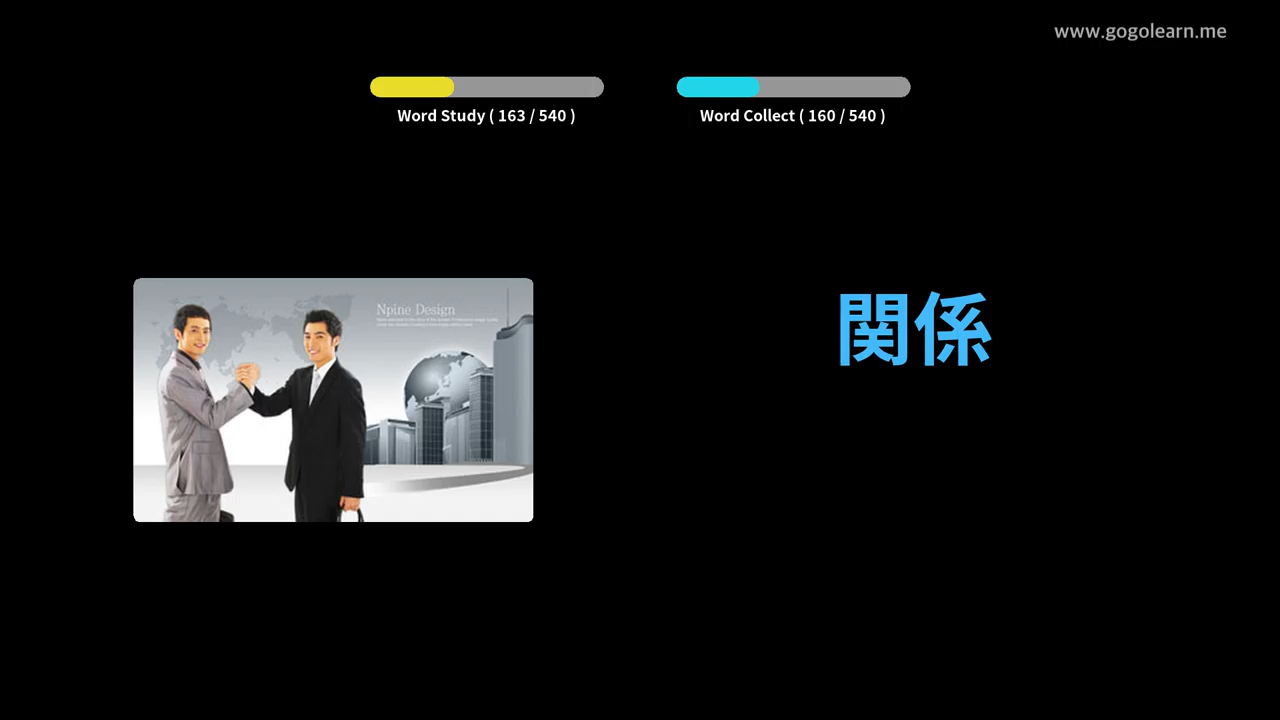 www.gogolearn.me
Word Study ( 163 / 540 )
Word Collect ( 160 / 540 )
Npine Design
関係